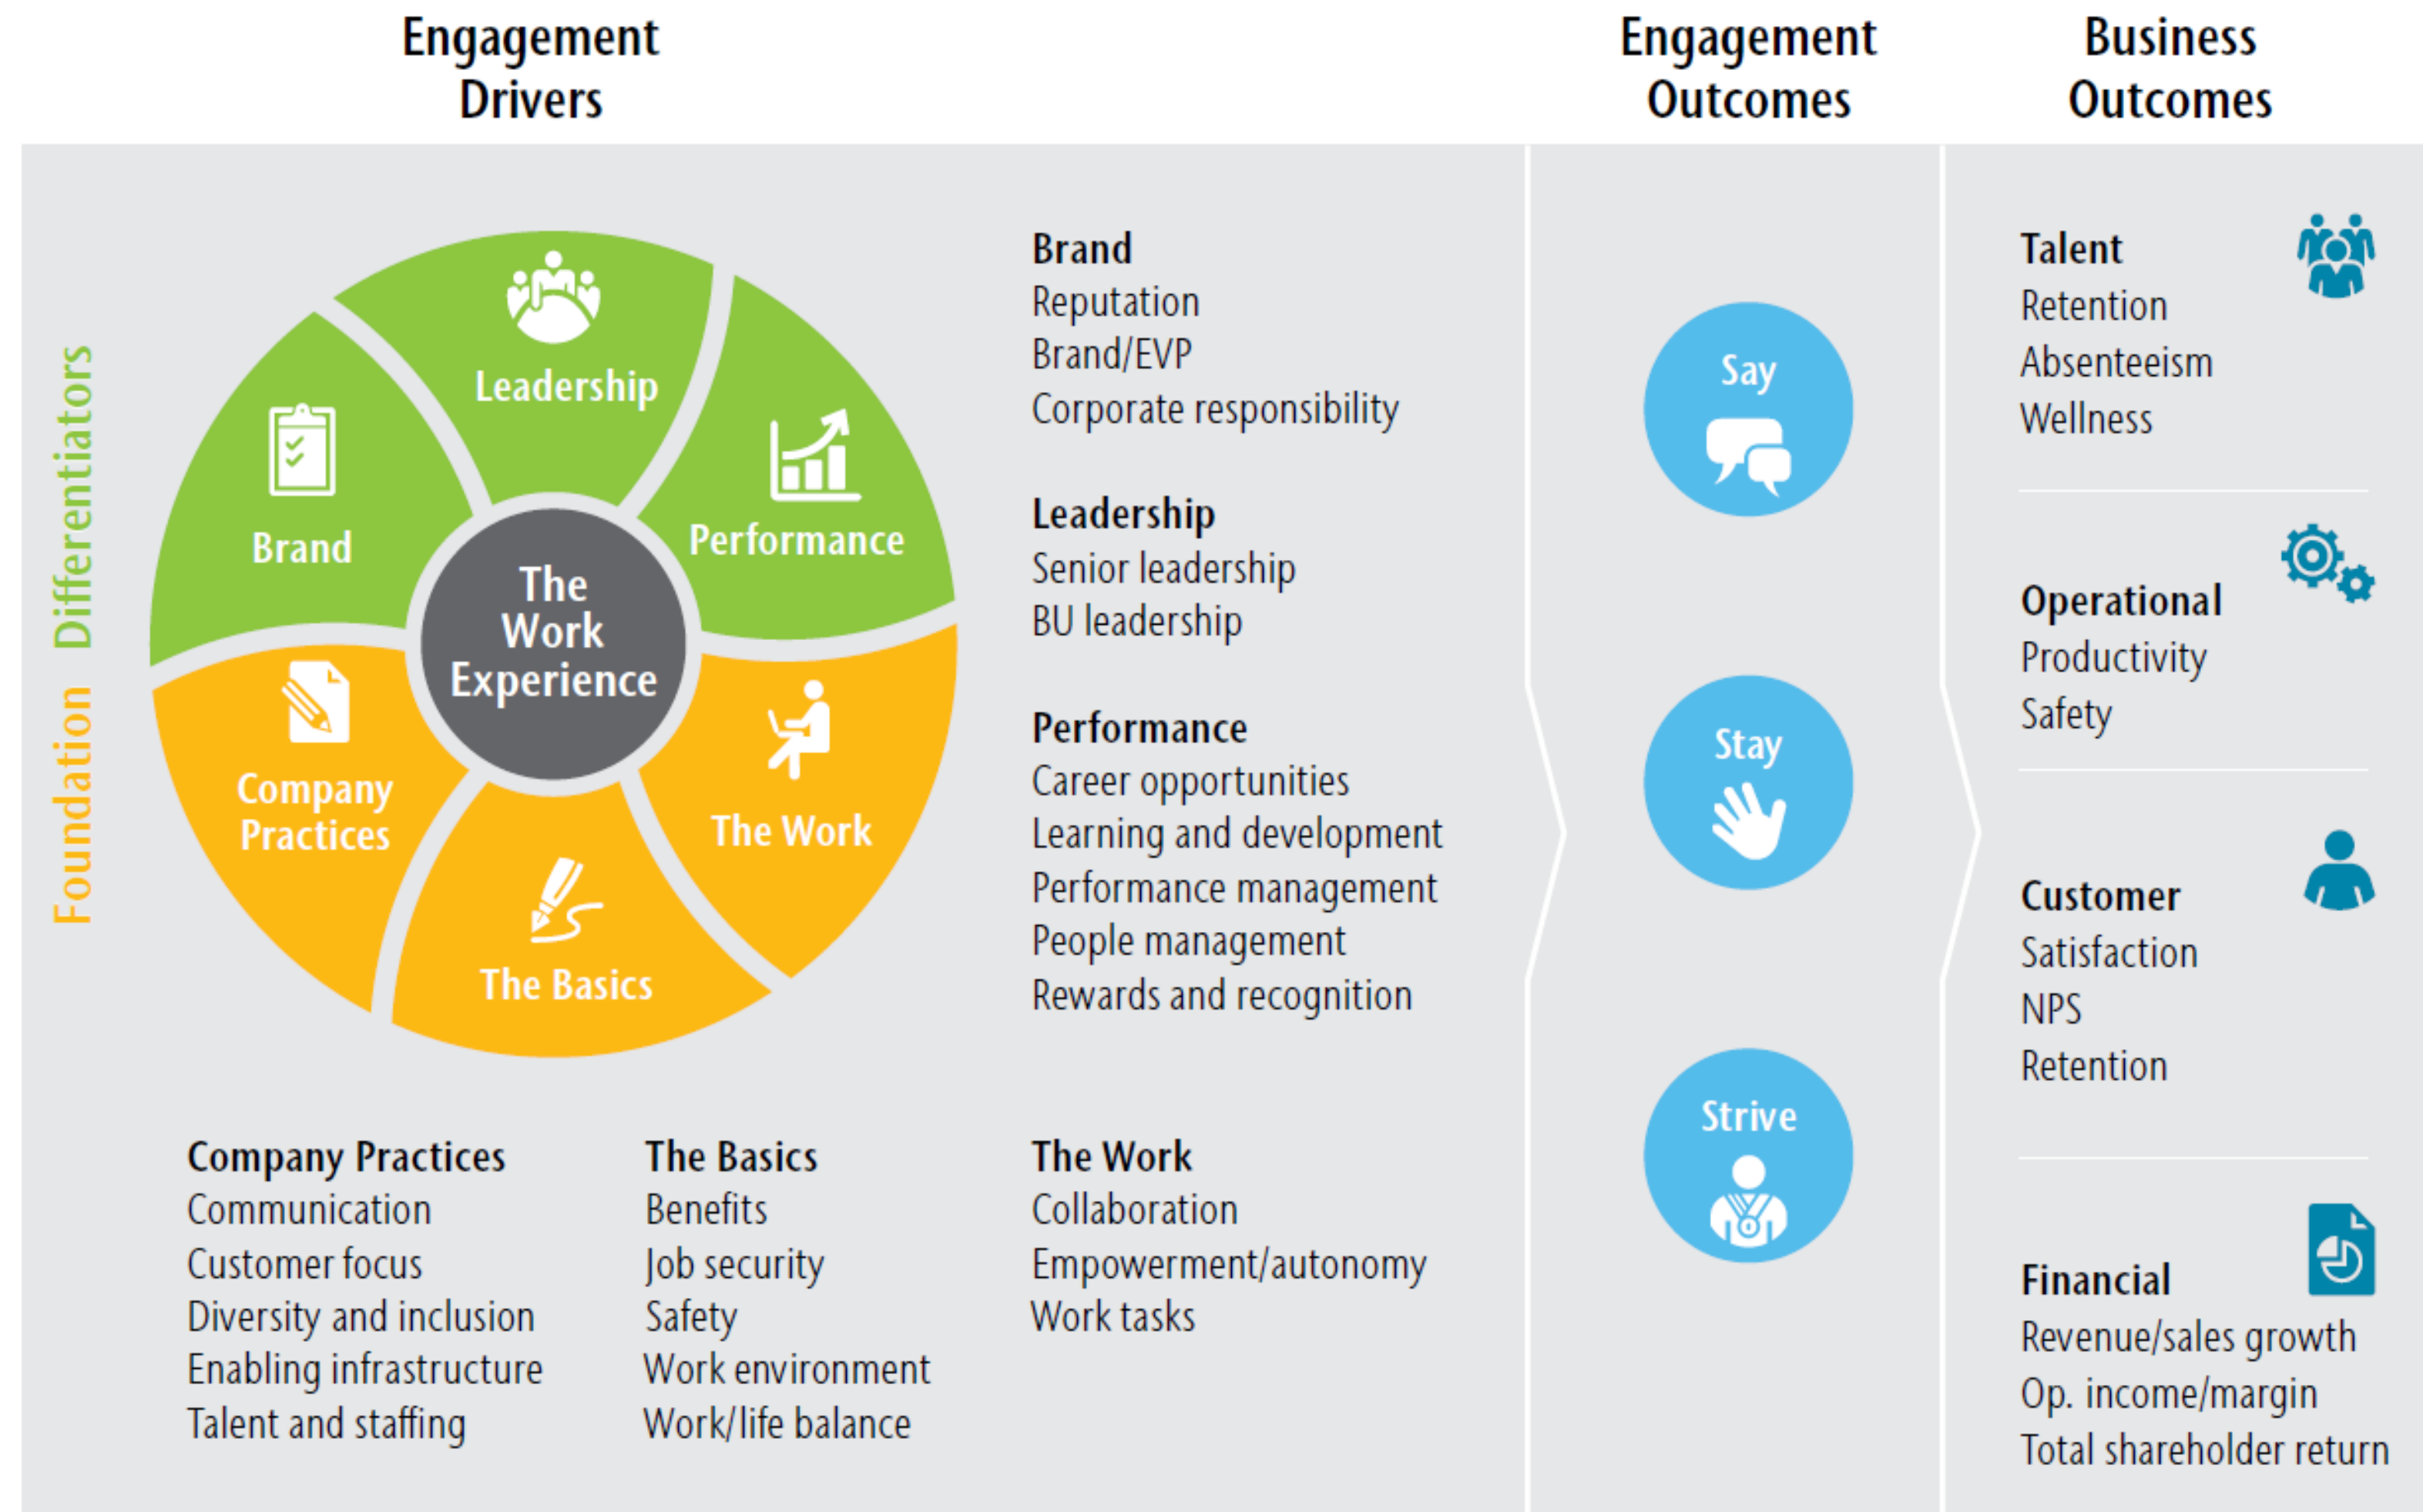 Engagement
Drivers
Engagement
Outcomes
Business
Outcomes
Differentiators
Foundation
Leadership
Brand
Performance
The
Work
Experience
Company
Practices
The Work
The Basics
Brand
Reputation
Brand/EVP
Corporate responsibility
Leadership
Senior leadership
BU leadership
Performance
Career opportunities
Learning and development
Performance management
People management
Rewards and recognition
Company Practices
Communication
Customer focus
Diversity and inclusion
Enabling infrastructure
Talent and staffing
The Basics
Benefits
Job security
Safety
Work environment
Work/life balance
The Work
Collaboration
Empowerment/autonomy
Work tasks
Say
Stay
Strive
Talent
Retention
Absenteeism
Wellness
Operational
Productivity
Safety
Customer
Satisfaction
NPS
Retention
Financial
Revenue/sales growth
Op. income/margin
Total shareholder return